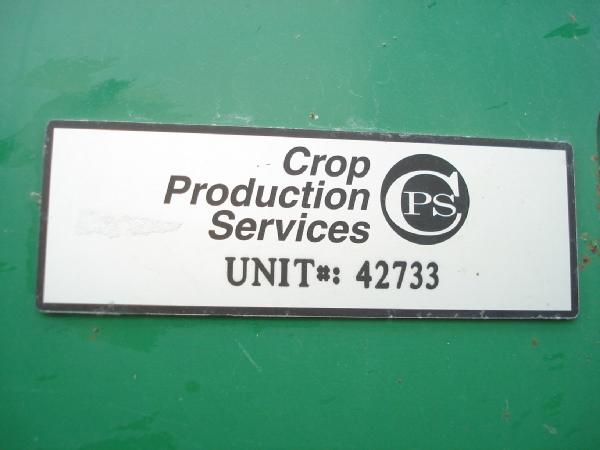 Crop
Production
Services
CPS
UNIT#: 42733